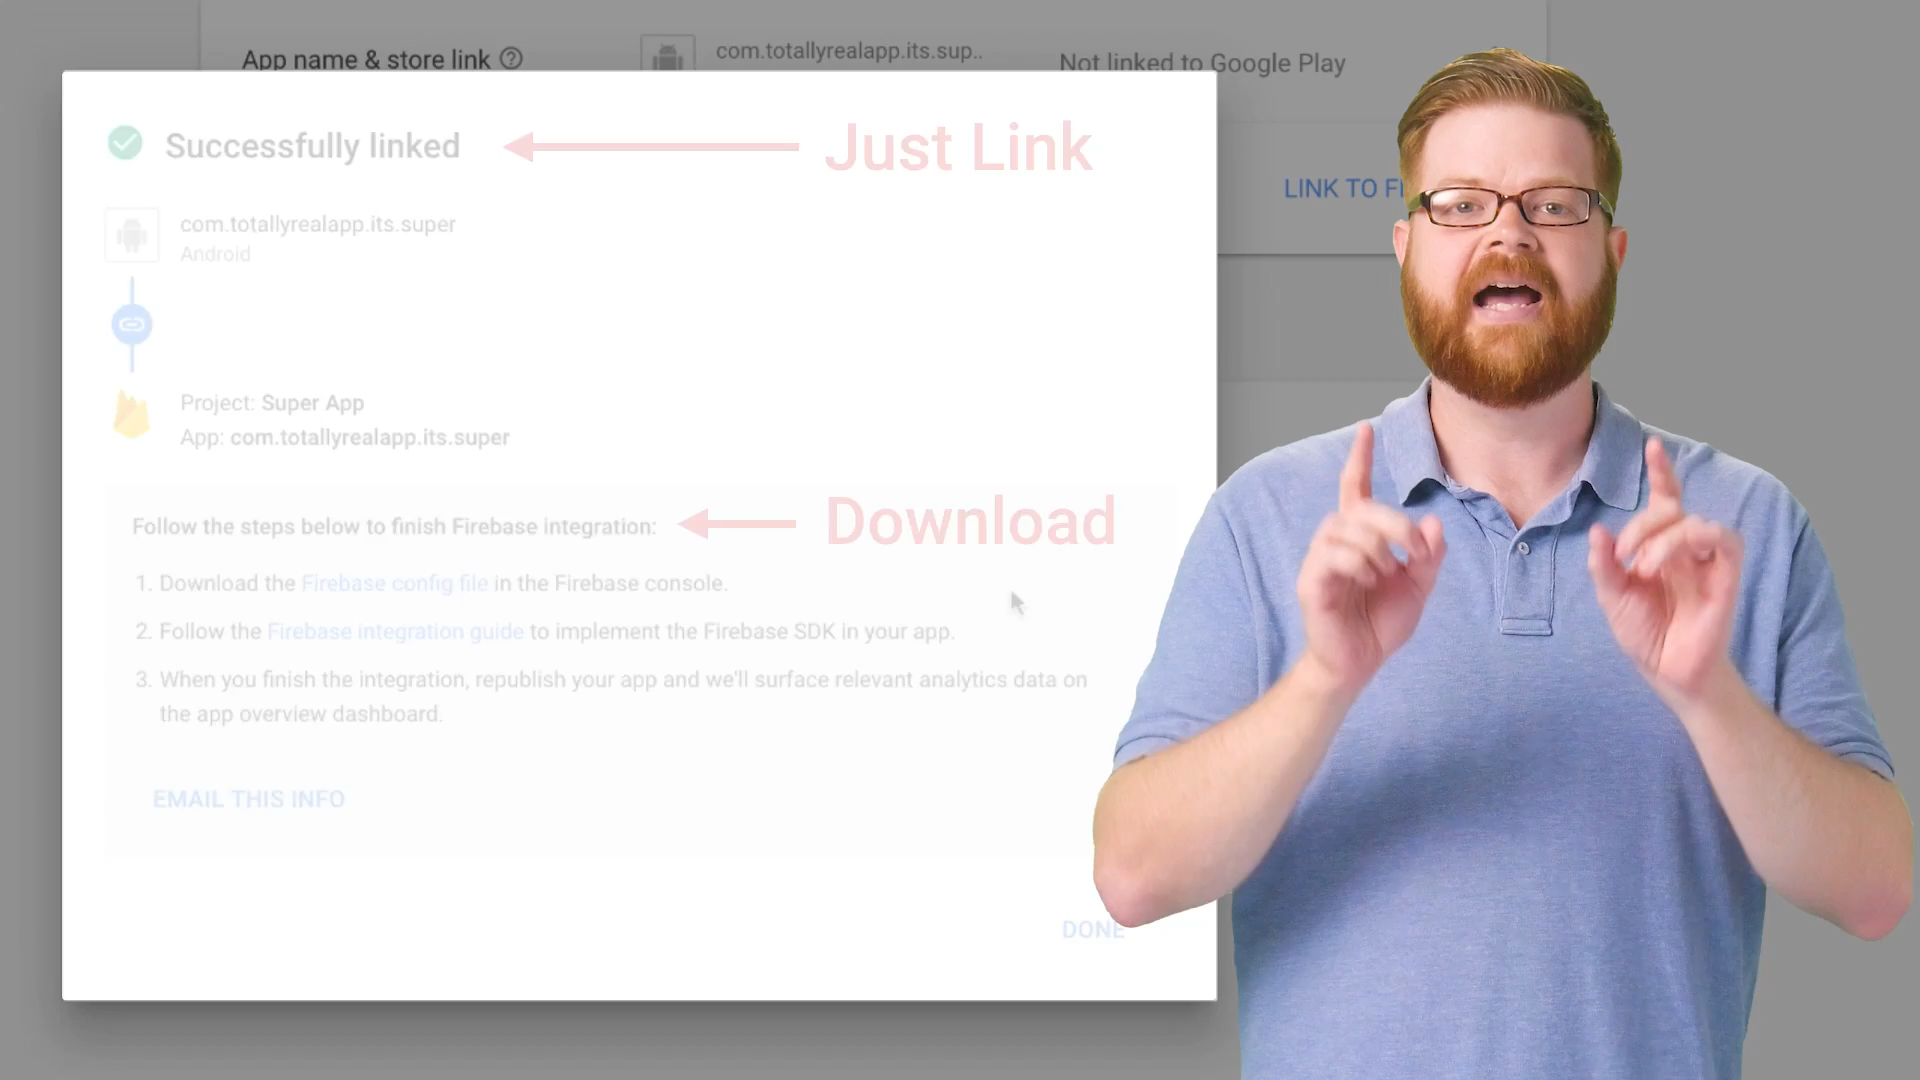 App name & store link
com.totallyrealapp.its.sup..
Not linked to Google Play
Successfully linked
Just Link
LINK TO
com.totallyrealapp.its.super
Android
Project: Super App
App: com.totallyrealapp.its.super
Follow the steps below to finish Firebase integration:
Download
1. Download the Firebase config file in the Firebase console.
2. Follow the Firebase integration guide to implement the Firebase SDK in your app.
3. When you finish the integration, republish your app and we'll surface relevant analytics data on
the app overview dashboard.
EMAIL THIS INFO
DONE